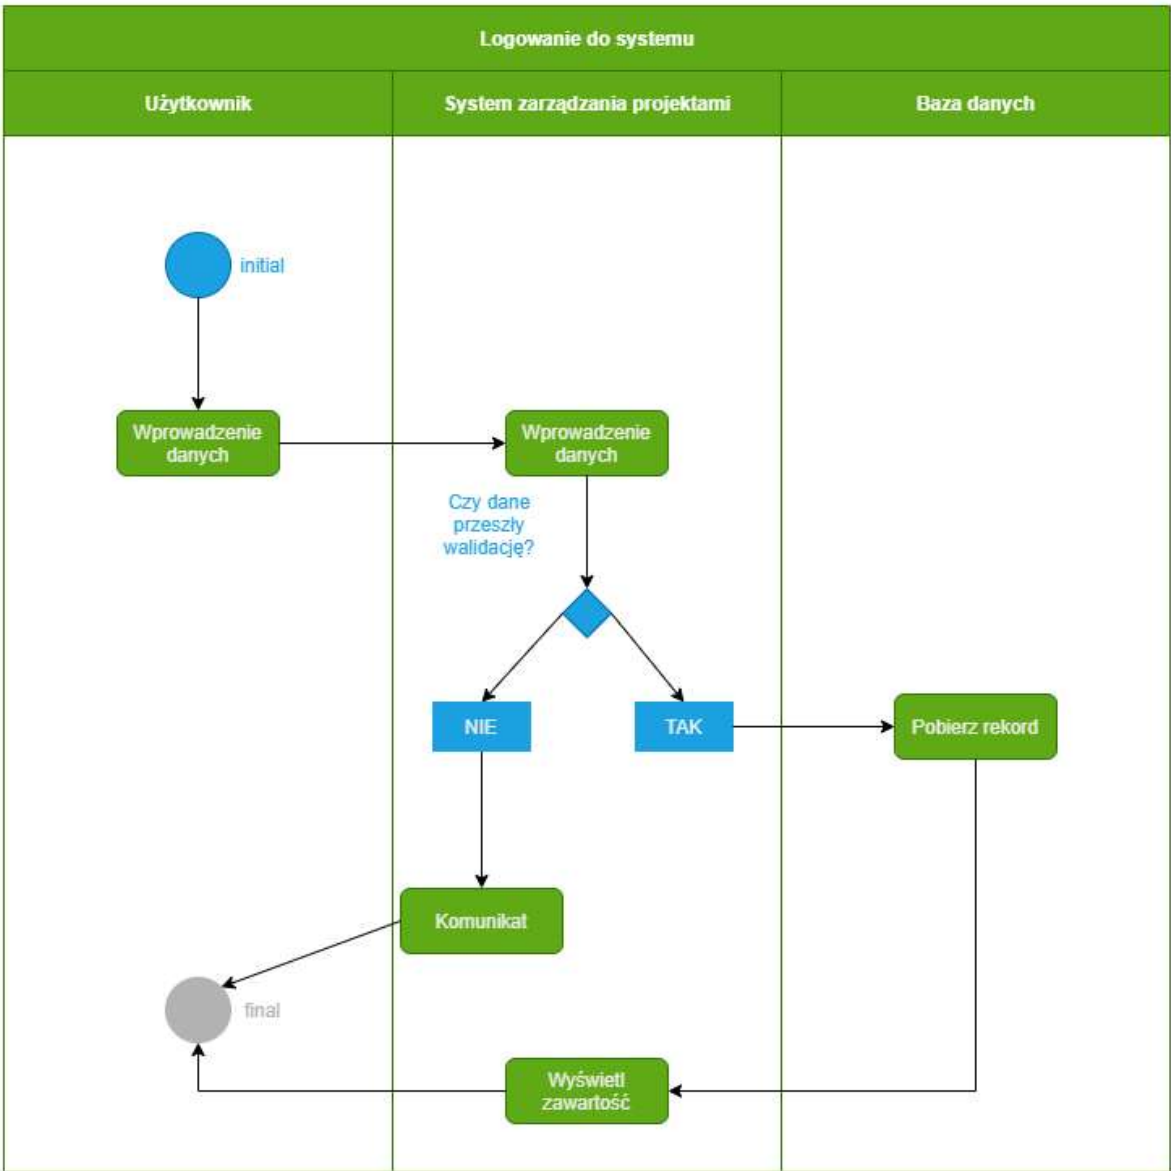 Logowanie do systemu
Użytkownik
System zarządzania projektami
Baza danych
initial
Wprowadzenie
danych
Wprowadzenie
danych
Czy dane
przeszły
walidację?
NIE
TAK
Pobierz rekord
Komunikat
final
Wyświetl
zawartość